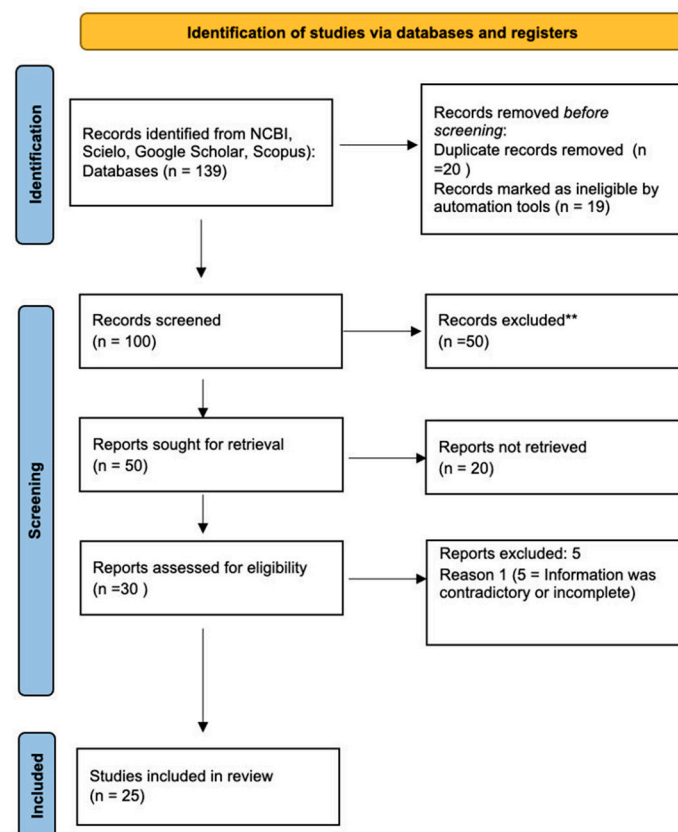 Identification of studies via databases and registers
Identification
Records identified from NCBI,
Scielo, Google Scholar, Scopus):
Databases (n = 139)
Records removed before
screening:
Duplicate records removed (n
=20 )
Records marked as ineligible by
automation tools (n = 19)
Screening
Records screened
(n = 100)
Records excluded**
(n =50)
Reports sought for retrieval
(n = 50)
Reports not retrieved
(n = 20)
Reports assessed for eligibility
(n =30 )
Reports excluded: 5
Reason 1 (5 = Information was
contradictory or incomplete)
Included
Studies included in review
(n = 25)